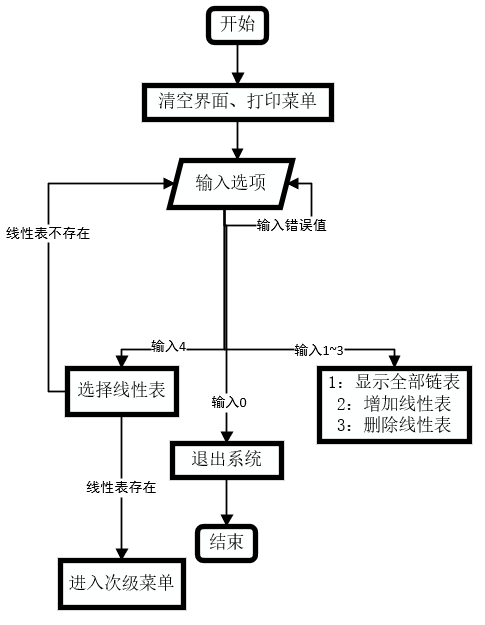 开始
清空界面、打印菜单
输入选项
线性表不存在
输入错误值
输入4
输入1~3
选择线性表
1：显示全部链表
2：增加线性表
3：删除线性表
输入0
退出系统
线性表存在
结束
进入次级菜单